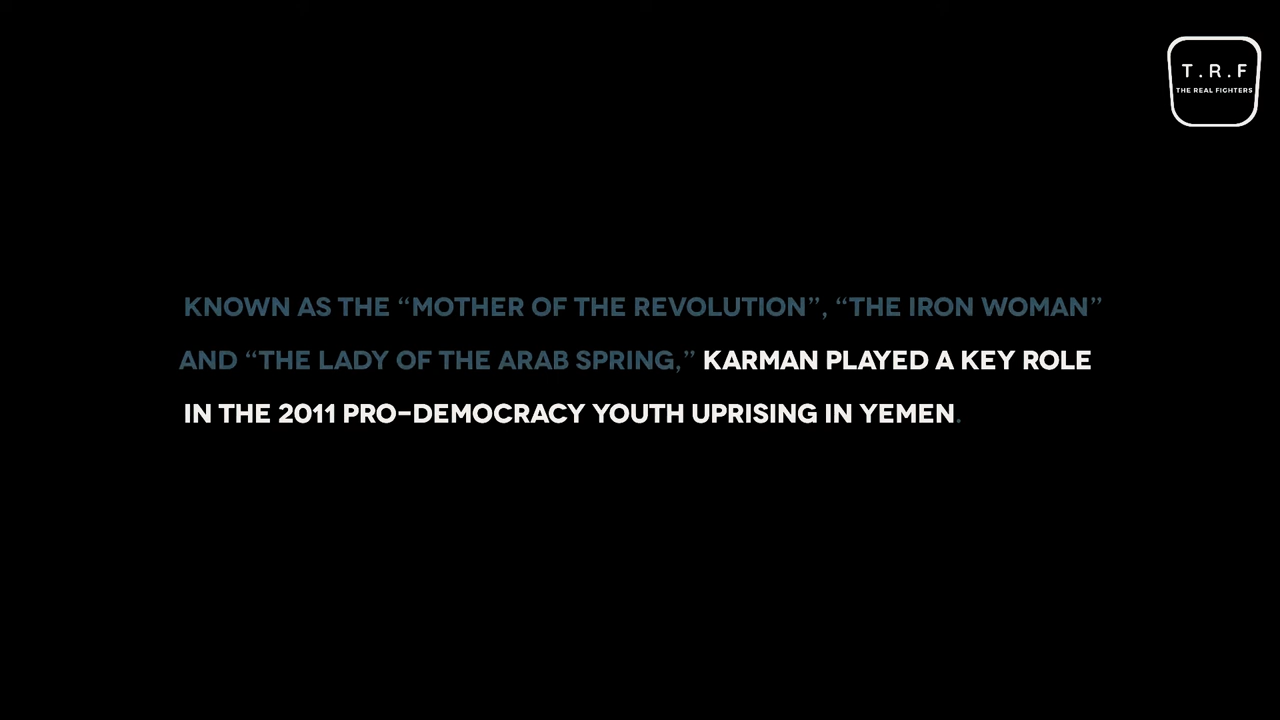 T.R.F
THE REAL FIGHTERS
KNOWN AS THE “MOTHER OF THE REVOLUTION”, “THE IRON WOMAN”
AND “THE LADY OF THE ARAB SPRING,” KARMAN PLAYED A KEY ROLE
IN THE 2011 PRO-DEMOCRACY YOUTH UPRISING IN YEMEN.